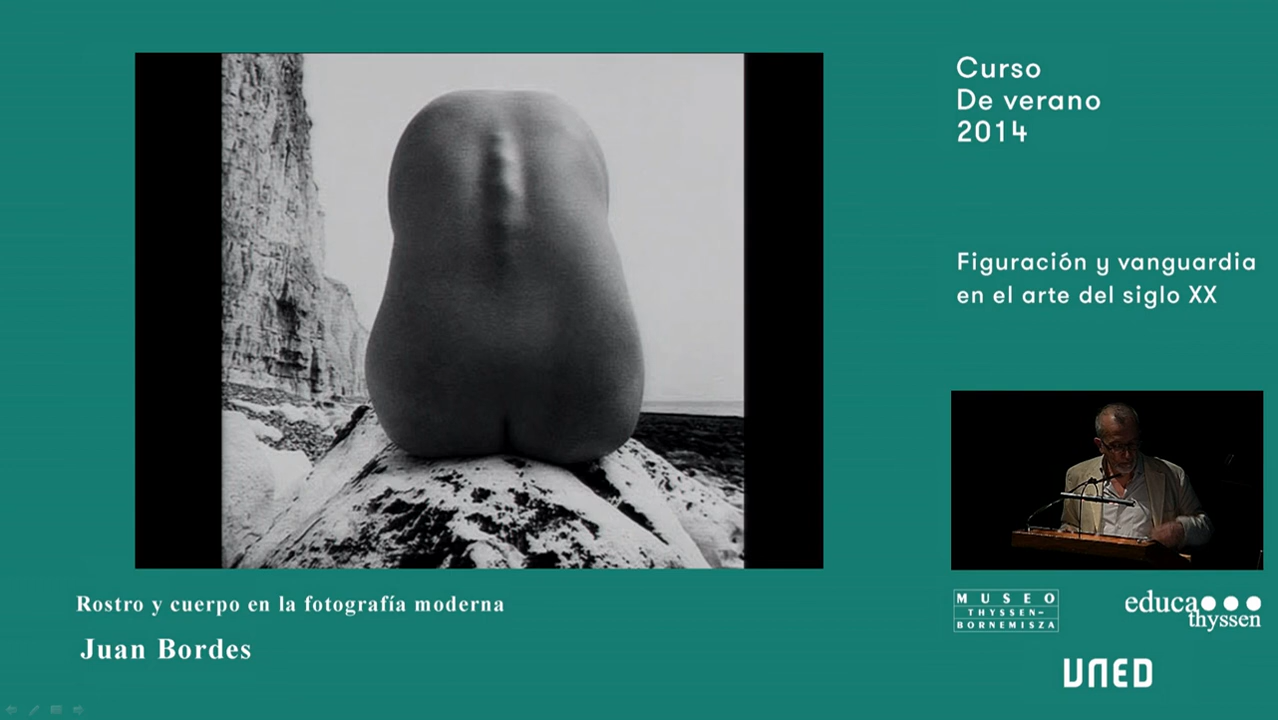 Curso
De verano
2014
Figuración y vanguardia
en el arte del siglo XX
Rostro y cuerpo en la fotografía moderna
Juan Bordes
MUSEO
THYSSEN-
BORNEMISZA
educa
thyssen
UNED